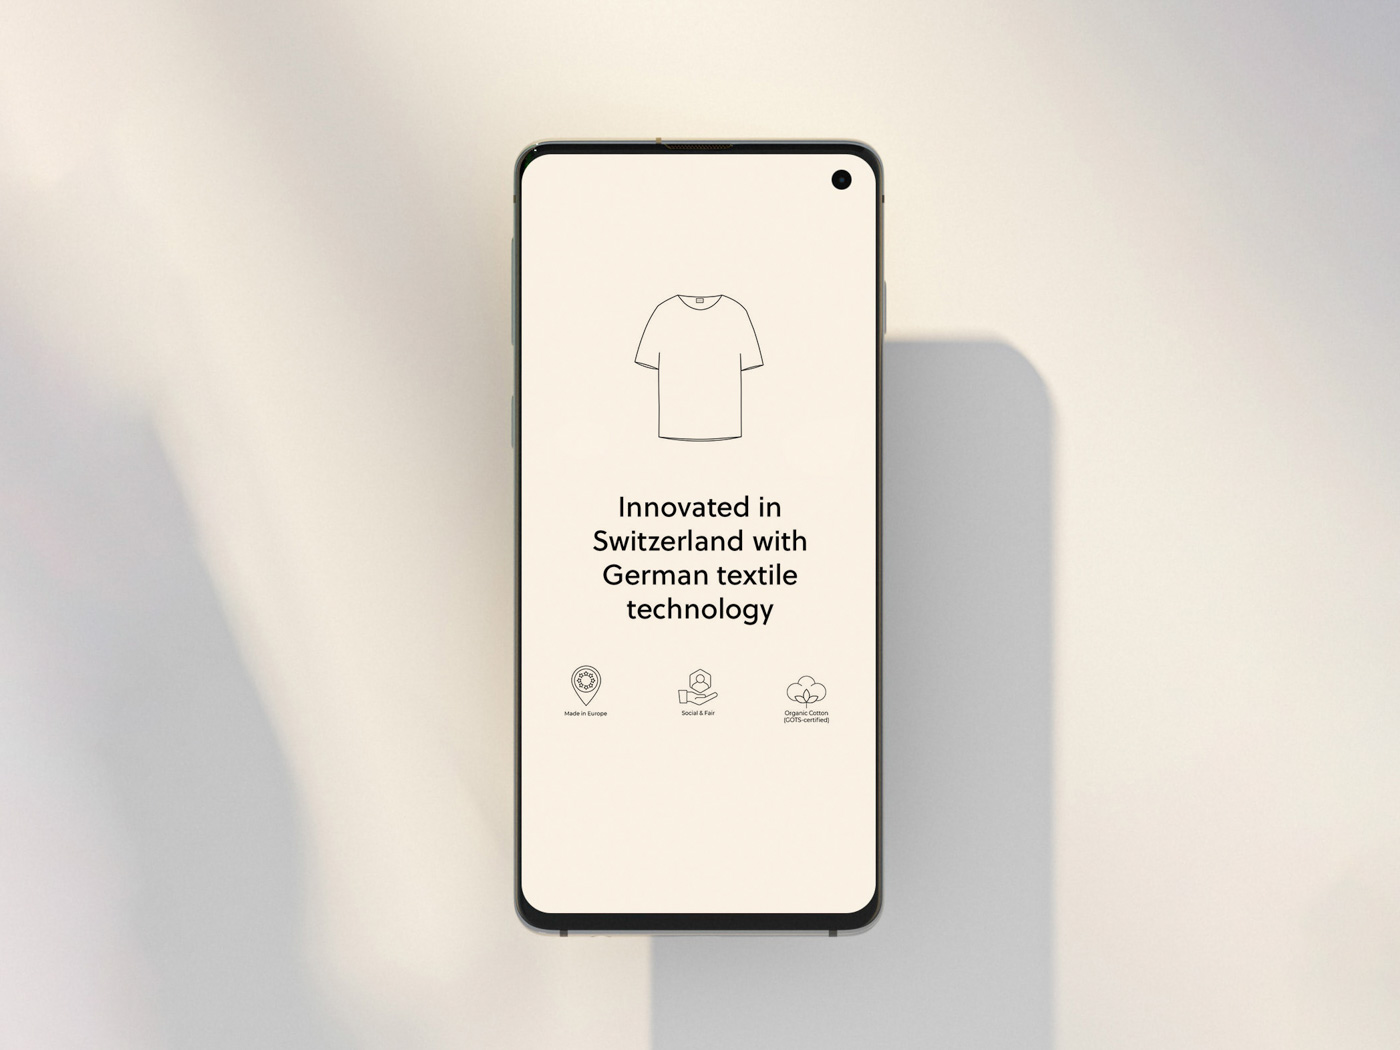 Innovated in
Switzerland with
German textile
technology
Made in Europe
Social & Fair
Organic Cotton
(GOTS-certified)